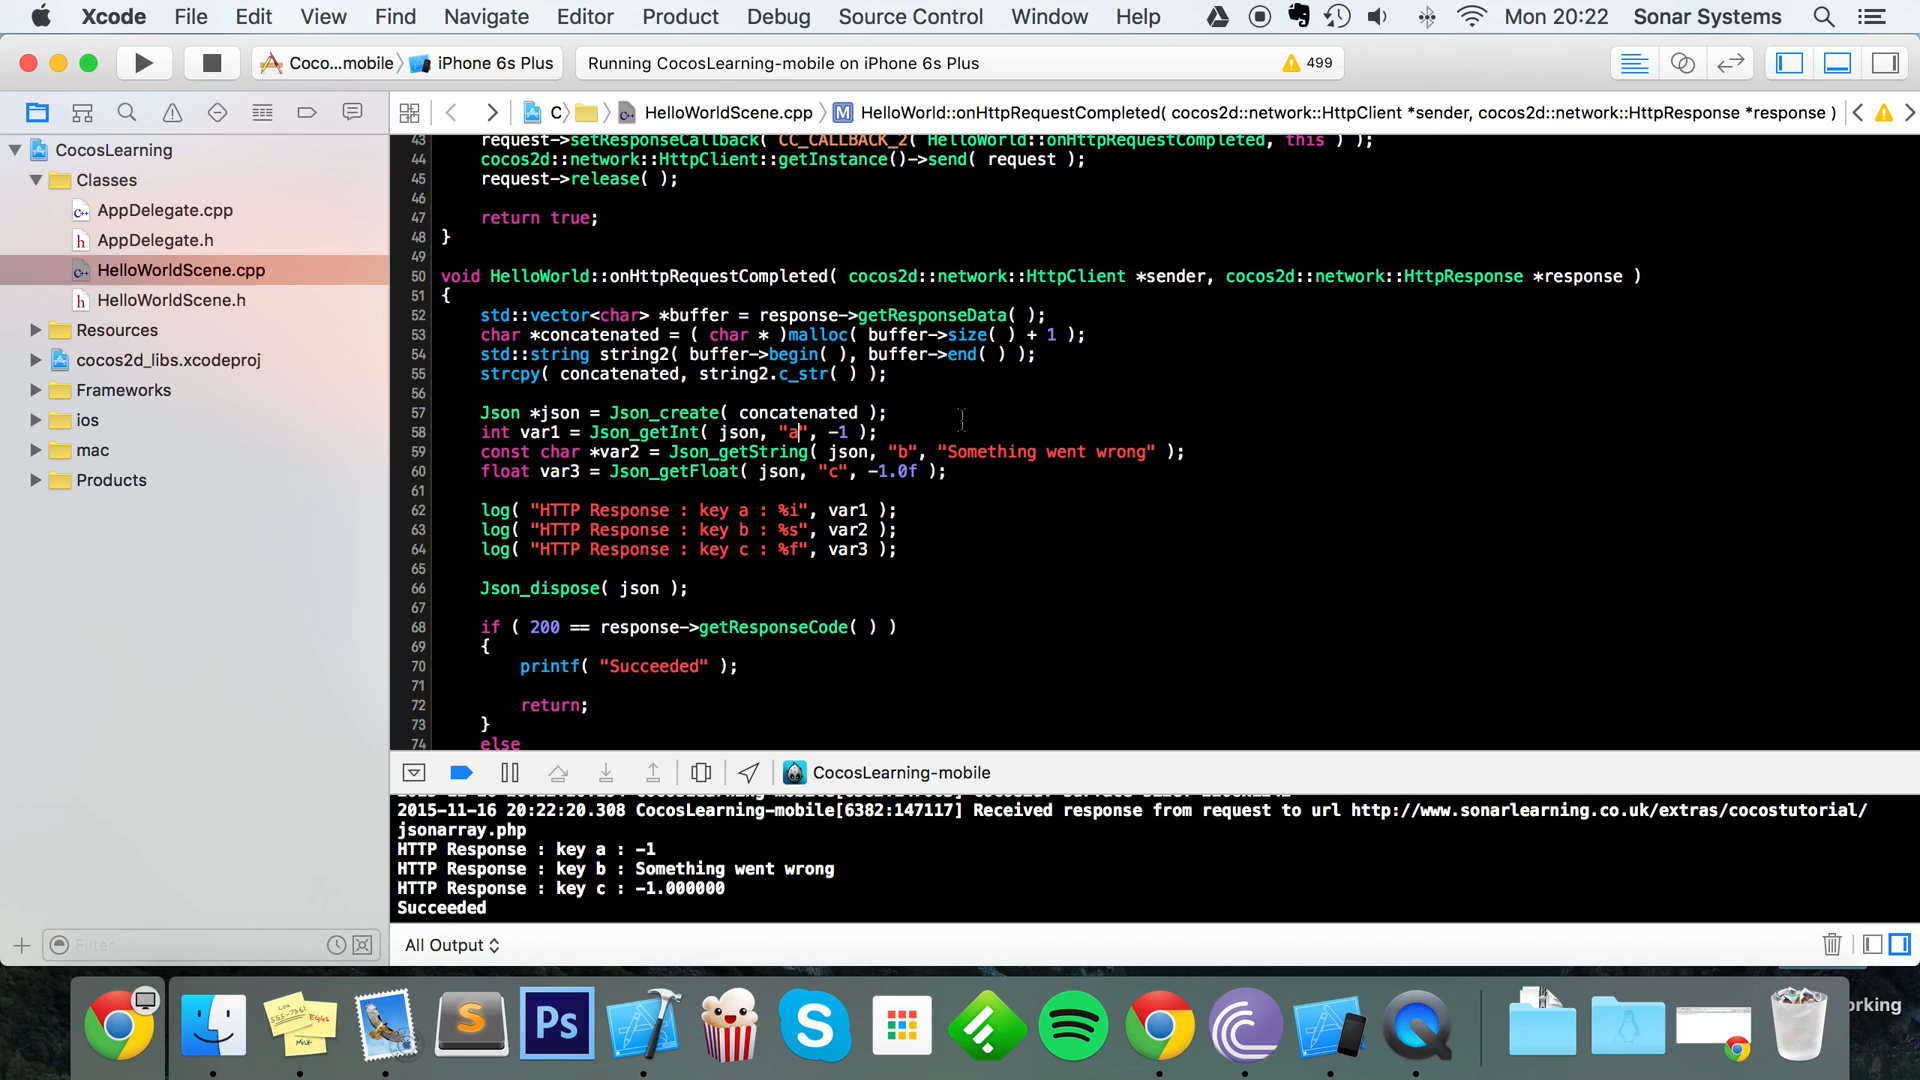 Xcode File Edit View Find Navigate Editor Product Debug Source Control Window Help Mon 20:22 Sonar Systems
Coco...mobile iPhone 6s Plus Running CocosLearning-mobile on iPhone 6s Plus 499
C HelloWorldScene.cpp M HelloWorld::onHttpRequestCompleted( cocos2d::network::HttpClient *sender, cocos2d::network::HttpResponse *response )
CocosLearning
Classes
AppDelegate.cpp
AppDelegate.h
HelloWorldScene.cpp
HelloWorldScene.h
Resources
cocos2d_libs.xcodeproj
Frameworks
ios
mac
Products
Filter
43 request->setResponseCallback( CC_CALLBACK_2( HelloWorld::onHttpRequestCompleted, this ) );
44 cocos2d::network::HttpClient::getInstance()->send( request );
45 request->release( );
46
47 return true;
48 }
49
50 void HelloWorld::onHttpRequestCompleted( cocos2d::network::HttpClient *sender, cocos2d::network::HttpResponse *response )
51 {
52 std::vector<char> *buffer = response->getResponseData( );
53 char *concatenated = ( char * )malloc( buffer->size( ) + 1 );
54 std::string string2( buffer->begin( ), buffer->end( ) );
55 strcpy( concatenated, string2.c_str( ) );
56
57 Json *json = Json_create( concatenated );
58 int var1 = Json_getInt( json, "a", -1 );
59 const char *var2 = Json_getString( json, "b", "Something went wrong" );
60 float var3 = Json_getFloat( json, "c", -1.0f );
61
62 log( "HTTP Response : key a : %i", var1 );
63 log( "HTTP Response : key b : %s", var2 );
64 log( "HTTP Response : key c : %f", var3 );
65
66 Json_dispose( json );
67
68 if ( 200 == response->getResponseCode( ) )
69 {
70 printf( "Succeeded" );
71
72 return;
73 }
74 else
CocosLearning-mobile
2015-11-16 20:22:20.308 CocosLearning-mobile[6382:147117] Received response from request to url http://www.sonarlearning.co.uk/extras/cocostutorial/
jsonarray.php
HTTP Response : key a : -1
HTTP Response : key b : Something went wrong
HTTP Response : key c : -1.000000
Succeeded
All Output
Ps
orking